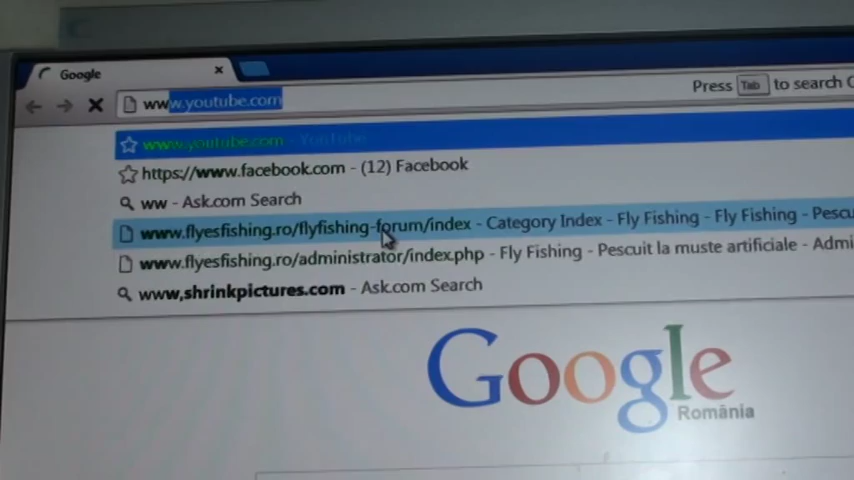 Google
www.youtube.com
Press Tab to search
www.youtube.com - YouTube
https://www.facebook.com - (12) Facebook
ww - Ask.com Search
www.flyesfishing.ro/flyfishing-forum/index - Category Index - Fly Fishing - Fly Fishing - Pescu
www.flyesfishing.ro/administrator/index.php - Fly Fishing - Pescuit la muste artificiale - Admi
www,shrinkpictures.com - Ask.com Search
Google
România